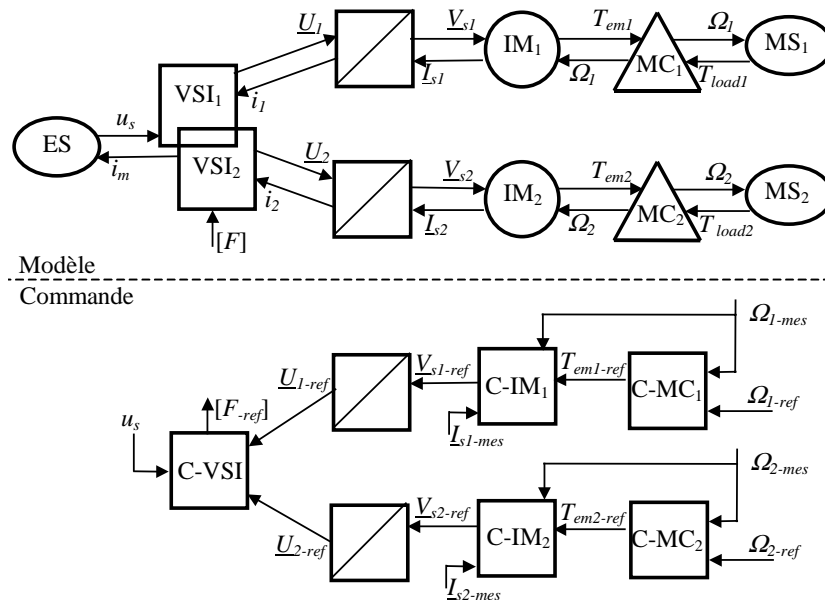 U1 Vs1 Tem1 Ω1
IM1 MS1
VSI1 i1 Is1 Ω1 MC1 Tload1
us
ES VSI2 U2 Vs2 Tem2 Ω2
im i2 IM2 MS2
Is2 Ω2 MC2 Tload2
[F]
Modèle
Commande
Ω1-mes
U1-ref Vs1-ref C-IM1 Tem1-ref C-MC1
[F-ref] Ω1-ref
us Is1-mes
C-VSI Ω2-mes
Vs2-ref C-IM2 Tem2-ref C-MC2
U2-ref Ω2-ref
Is2-mes